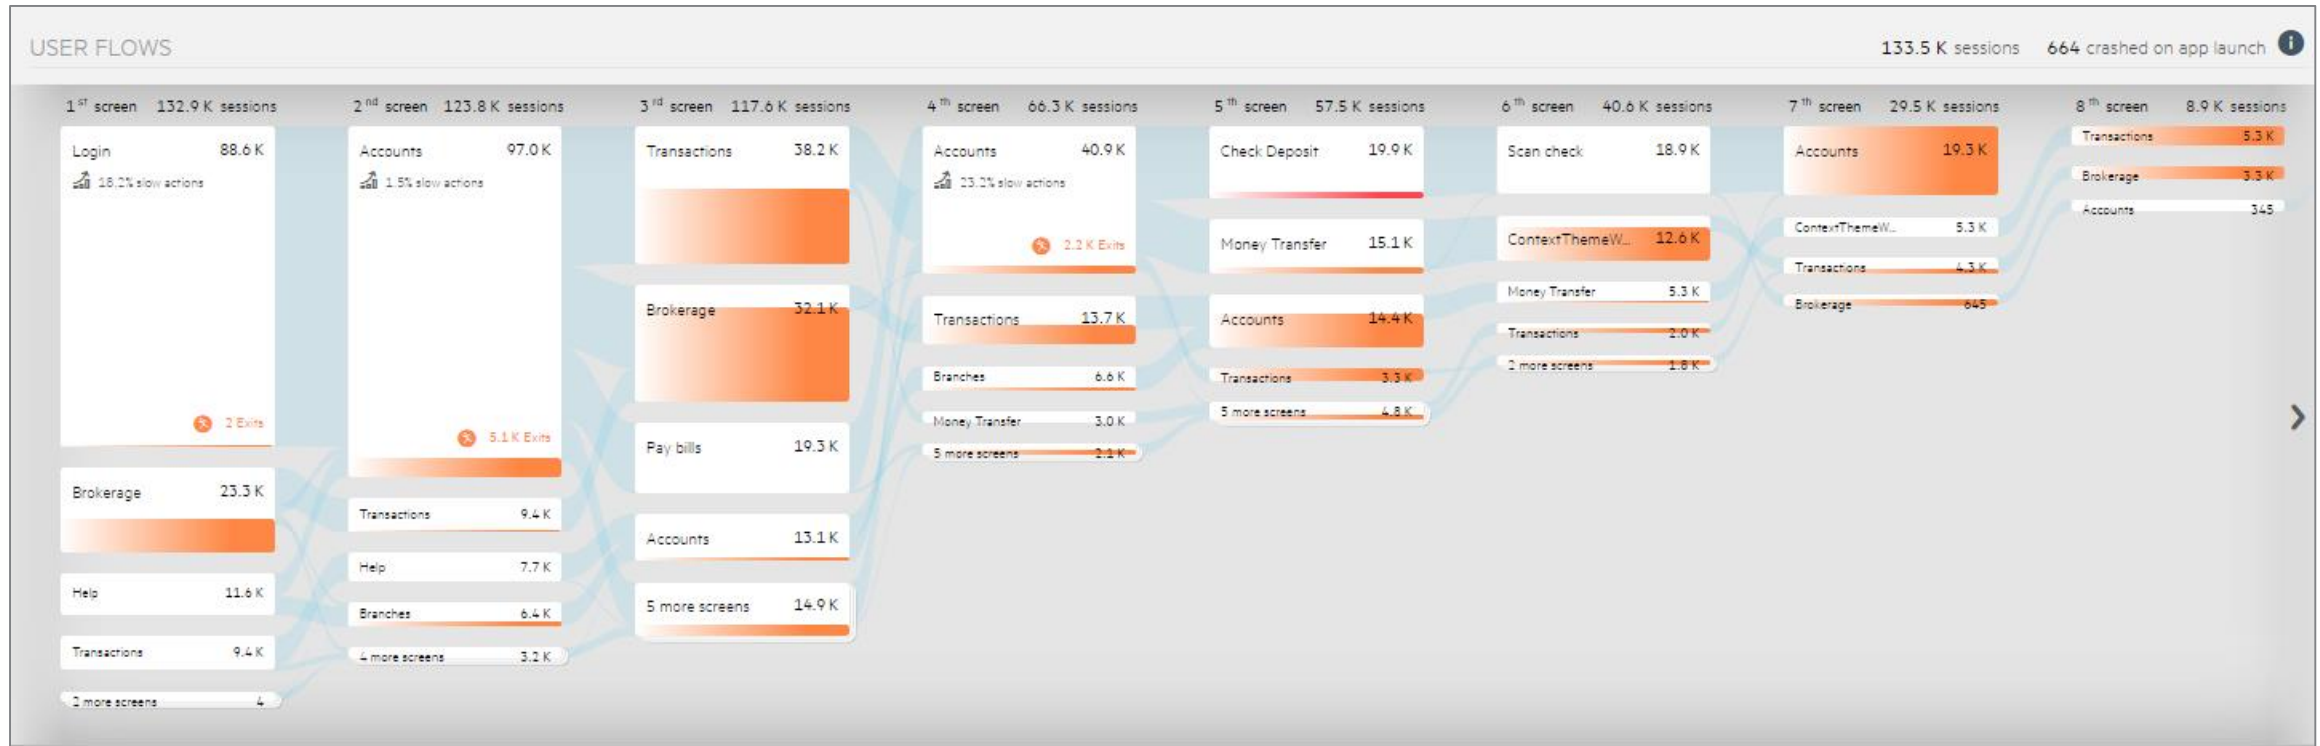 USER FLOWS
133.5 K sessions 664 crashed on app launch i
1st screen 132.9 K sessions
Login 88.6 K
18.2% slow actions
2 Exits
Brokerage 23.3 K
Help 11.6 K
Transactions 9.4 K
2 more screens 4
2nd screen 123.8 K sessions
Accounts 97.0 K
1.5% slow actions
5.1 K Exits
Transactions 9.4 K
Help 7.7 K
Branches 6.4 K
4 more screens 3.2 K
3rd screen 117.6 K sessions
Transactions 38.2 K
Brokerage 32.1 K
Pay bills 19.3 K
Accounts 13.1 K
5 more screens 14.9 K
4th screen 66.3 K sessions
Accounts 40.9 K
23.2% slow actions
2.2 K Exits
Transactions 13.7 K
Branches 6.6 K
Money Transfer 3.0 K
5 more screens 2.1 K
5th screen 57.5 K sessions
Check Deposit 19.9 K
Money Transfer 15.1 K
Accounts 14.4 K
Transactions 3.3 K
5 more screens 4.8 K
6th screen 40.6 K sessions
Scan check 18.9 K
ContextThemeW... 12.6 K
Money Transfer 5.3 K
Transactions 2.0 K
2 more screens 1.8 K
7th screen 29.5 K sessions
Accounts 19.3 K
ContextThemeW... 5.3 K
Transactions 4.3 K
Brokerage 645
8th screen 8.9 K sessions
Transactions 5.3 K
Brokerage 3.3 K
Accounts 345